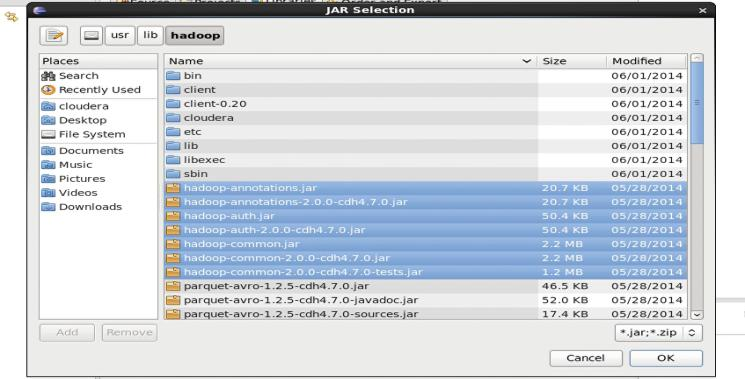 Source Projects Libraries Order and Export
JAR Selection
usr lib hadoop
Places Name Size Modified
Search bin 06/01/2014
Recently Used client 06/01/2014
client-0.20 06/01/2014
cloudera cloudera 06/01/2014
Desktop etc 06/01/2014
File System lib 06/01/2014
Documents libexec 06/01/2014
Music sbin 06/01/2014
Pictures hadoop-annotations.jar 20.7 KB 05/28/2014
Videos hadoop-annotations-2.0.0-cdh4.7.0.jar 20.7 KB 05/28/2014
Downloads hadoop-auth.jar 50.4 KB 05/28/2014
hadoop-auth-2.0.0-cdh4.7.0.jar 50.4 KB 05/28/2014
hadoop-common.jar 2.2 MB 05/28/2014
hadoop-common-2.0.0-cdh4.7.0.jar 2.2 MB 05/28/2014
hadoop-common-2.0.0-cdh4.7.0-tests.jar 1.2 MB 05/28/2014
parquet-avro-1.2.5-cdh4.7.0.jar 46.5 KB 05/28/2014
parquet-avro-1.2.5-cdh4.7.0-javadoc.jar 52.0 KB 05/28/2014
parquet-avro-1.2.5-cdh4.7.0-sources.jar 17.4 KB 05/28/2014
Add Remove *.jar;*.zip
Cancel OK